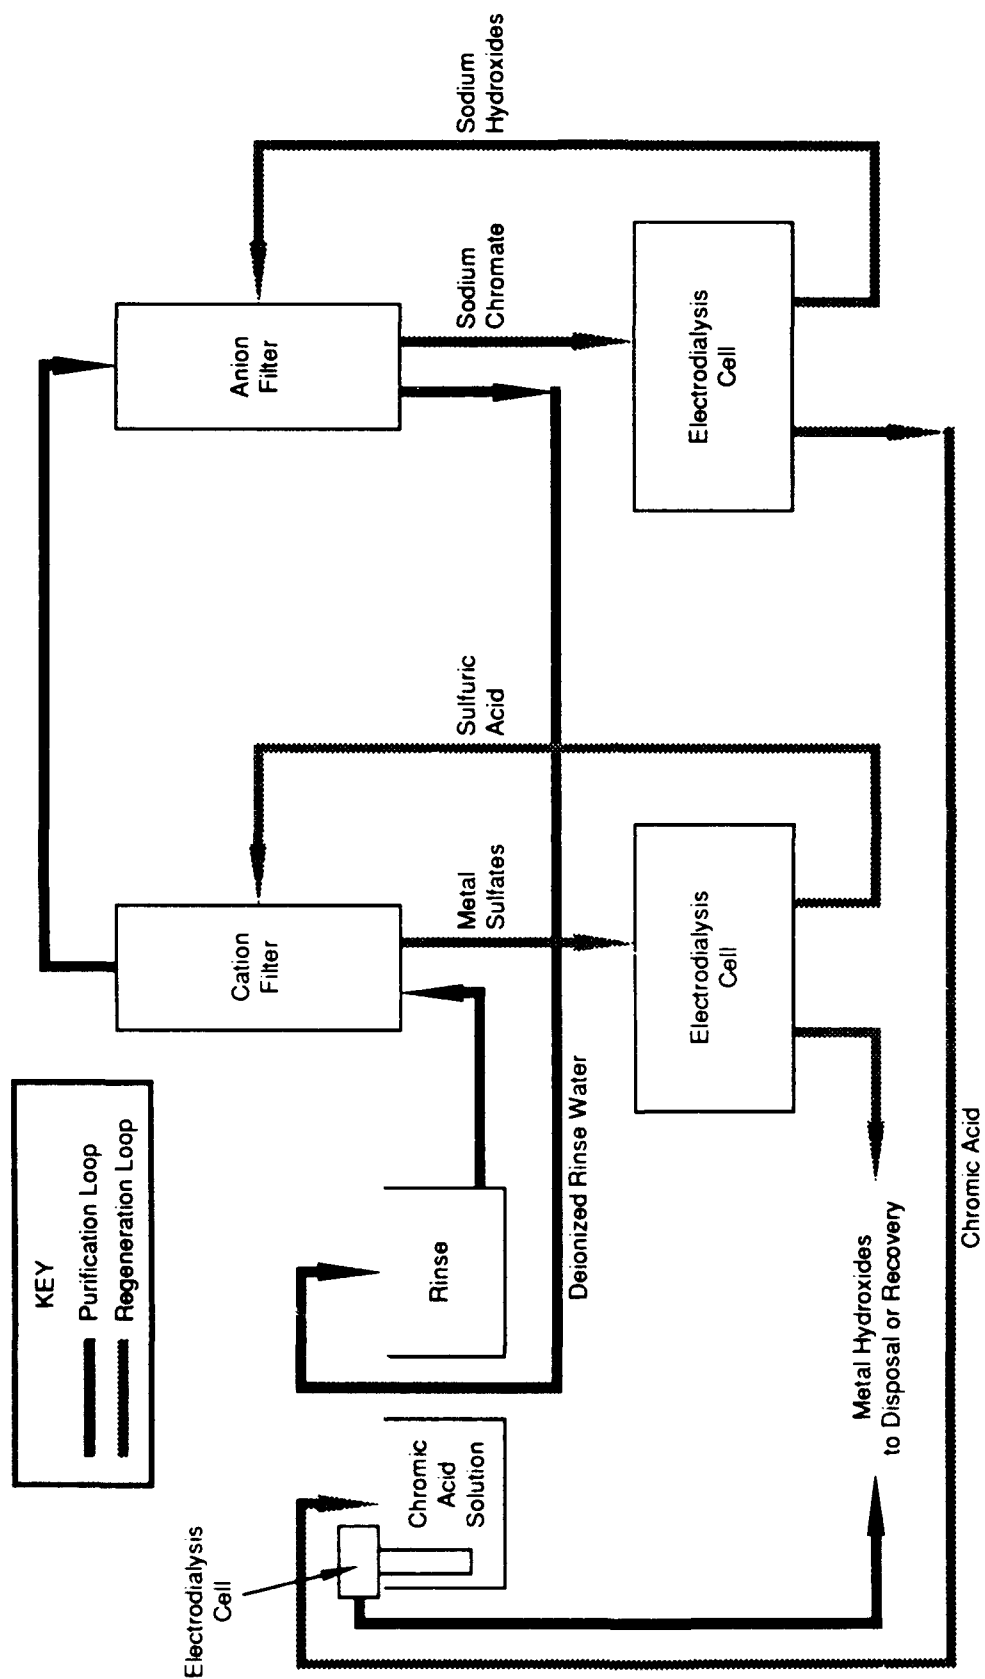 KEY
Purification Loop
Regeneration Loop
Electrodialysis
Cell
Chromic
Acid
Solution
Rinse
Cation
Filter
Anion
Filter
Metal
Sulfates
Sulfuric
Acid
Sodium
Chromate
Sodium
Hydroxides
Deionized Rinse Water
Electrodialysis
Cell
Electrodialysis
Cell
Metal Hydroxides
to Disposal or Recovery
Chromic Acid